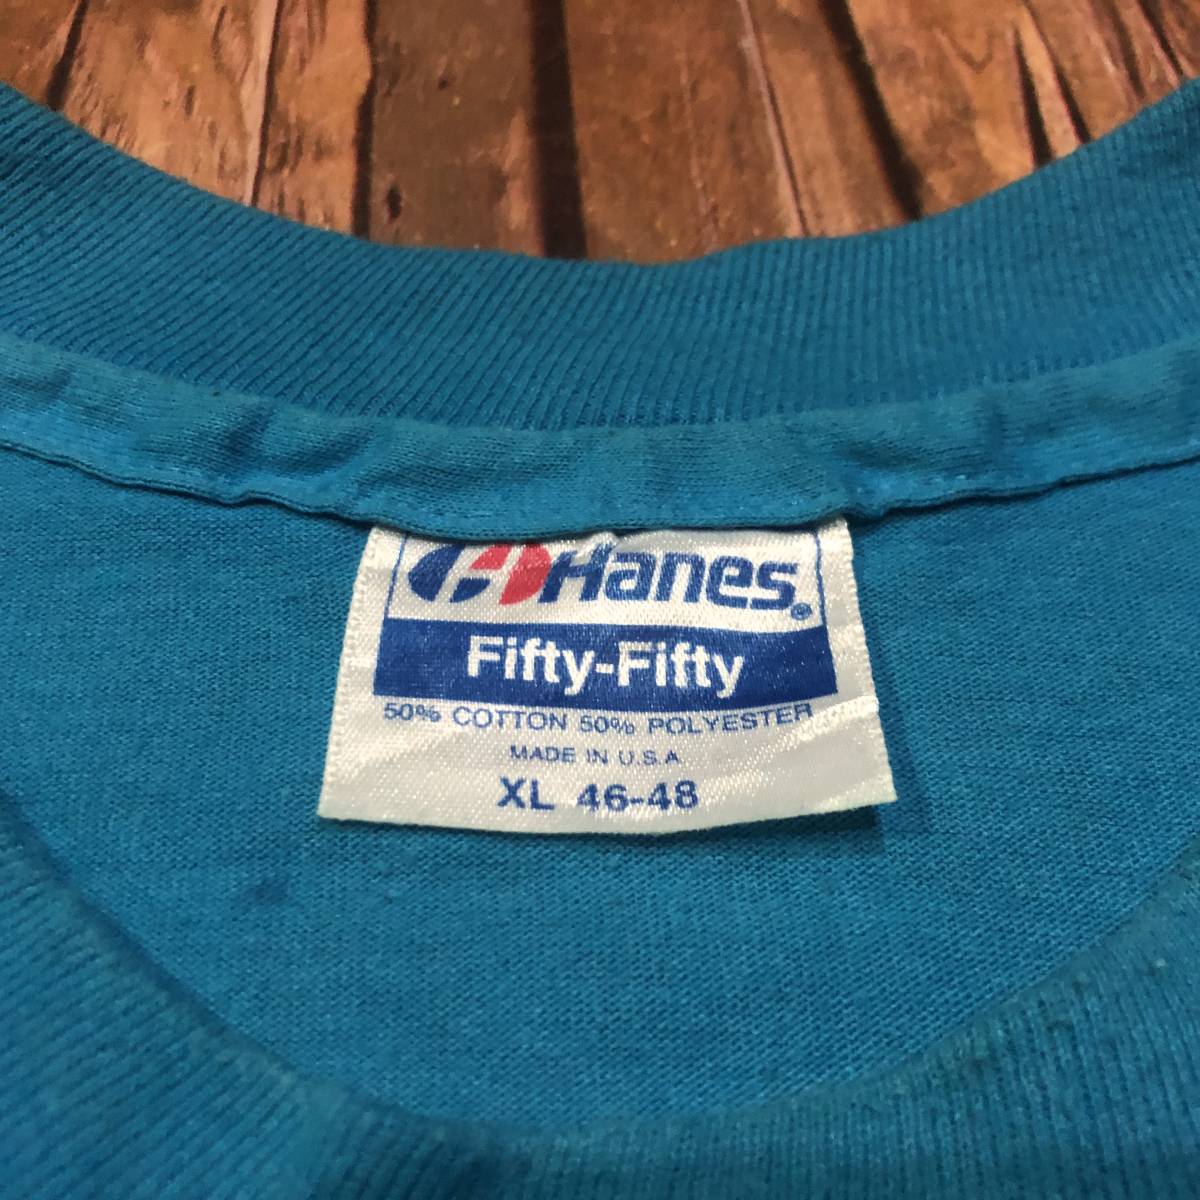 Hanes®
Fifty-Fifty
50% COTTON 50% POLYESTER
MADE IN U.S.A.
XL 46-48